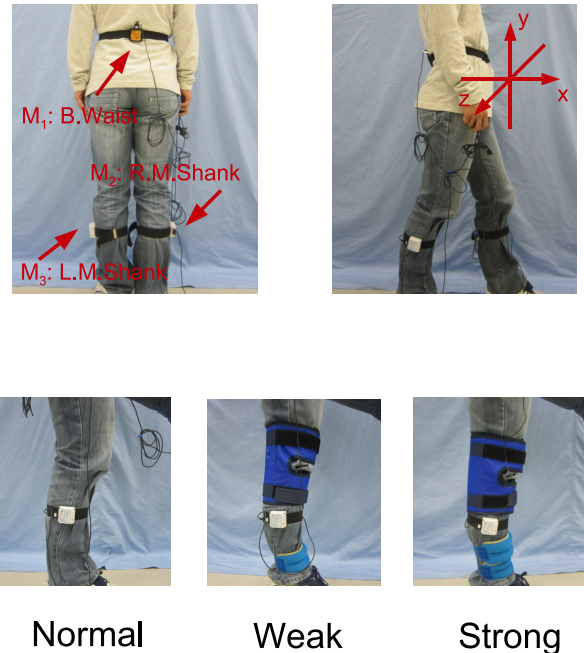 M₁: B.Waist
M₂: R.M.Shank
M₃: L.M.Shank
y
x
z
Normal
Weak
Strong